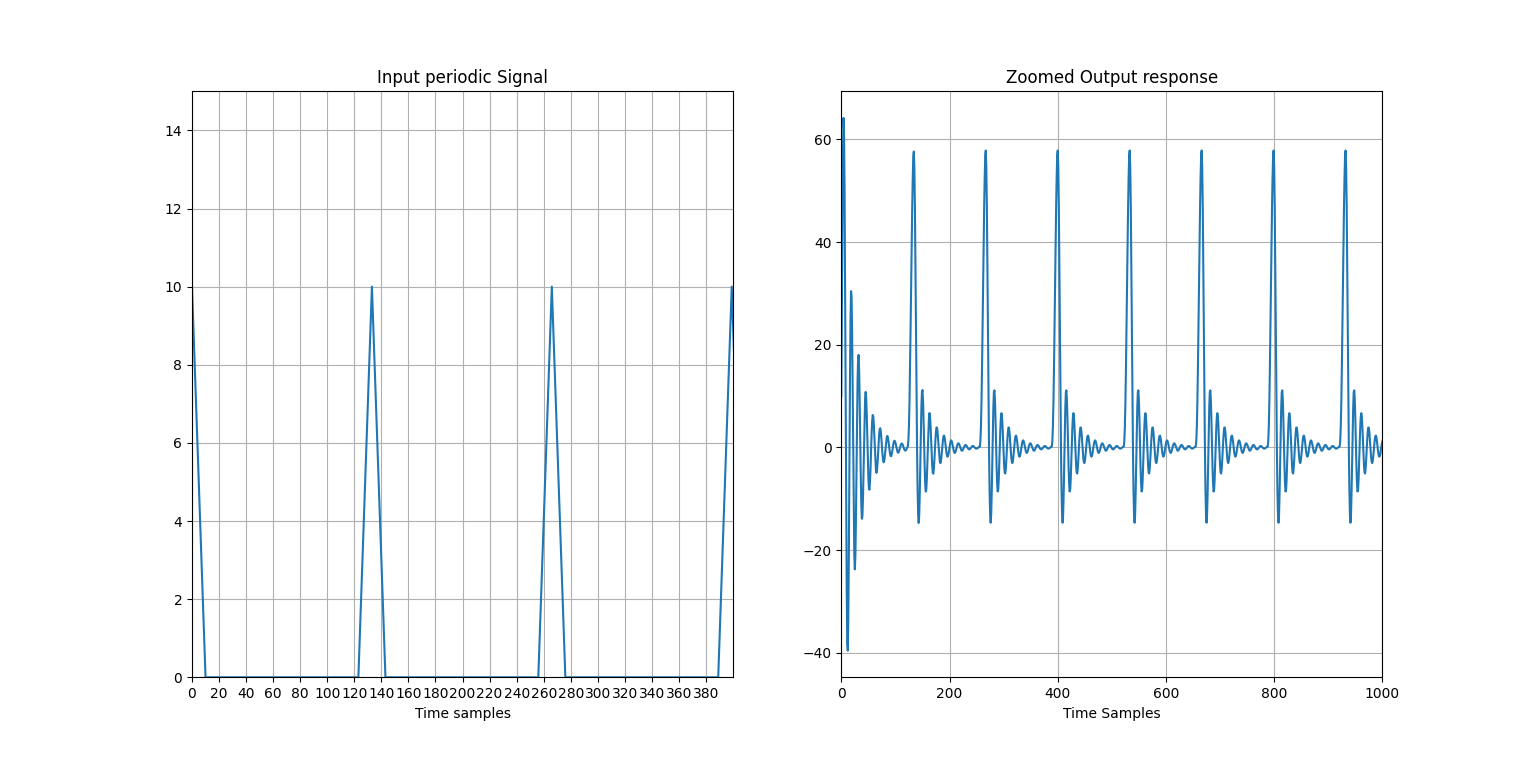 Input periodic Signal
14
12
10
8
6
4
2
0
0 20 40 60 80 100 120 140 160 180 200 220 240 260 280 300 320 340 360 380
Time samples
Zoomed Output response
60
40
20
0
−20
−40
0 200 400 600 800 1000
Time Samples